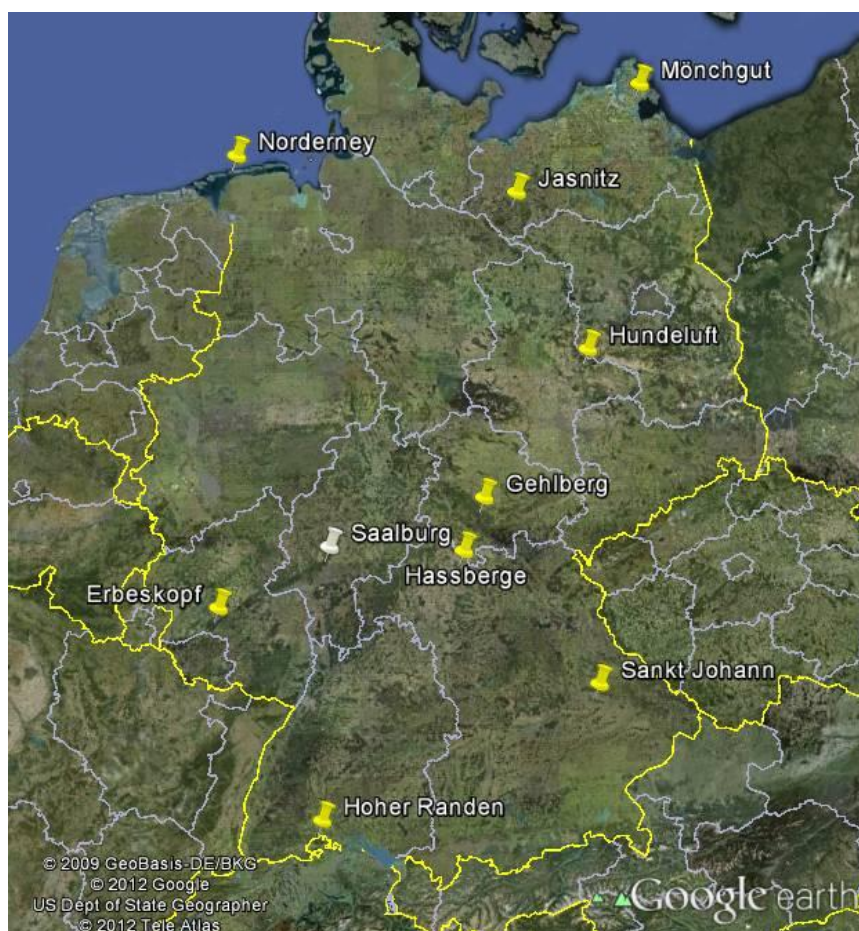 Mönchgut
Norderney
Jasnitz
Hundeluft
Gehlberg
Saalburg
Hassberge
Erbeskopf
Sankt Johann
Hoher Randen
© 2009 GeoBasis-DE/BKG
© 2012 Google
US Dept of State Geographer
© 2012 Tele Atlas
Google earth